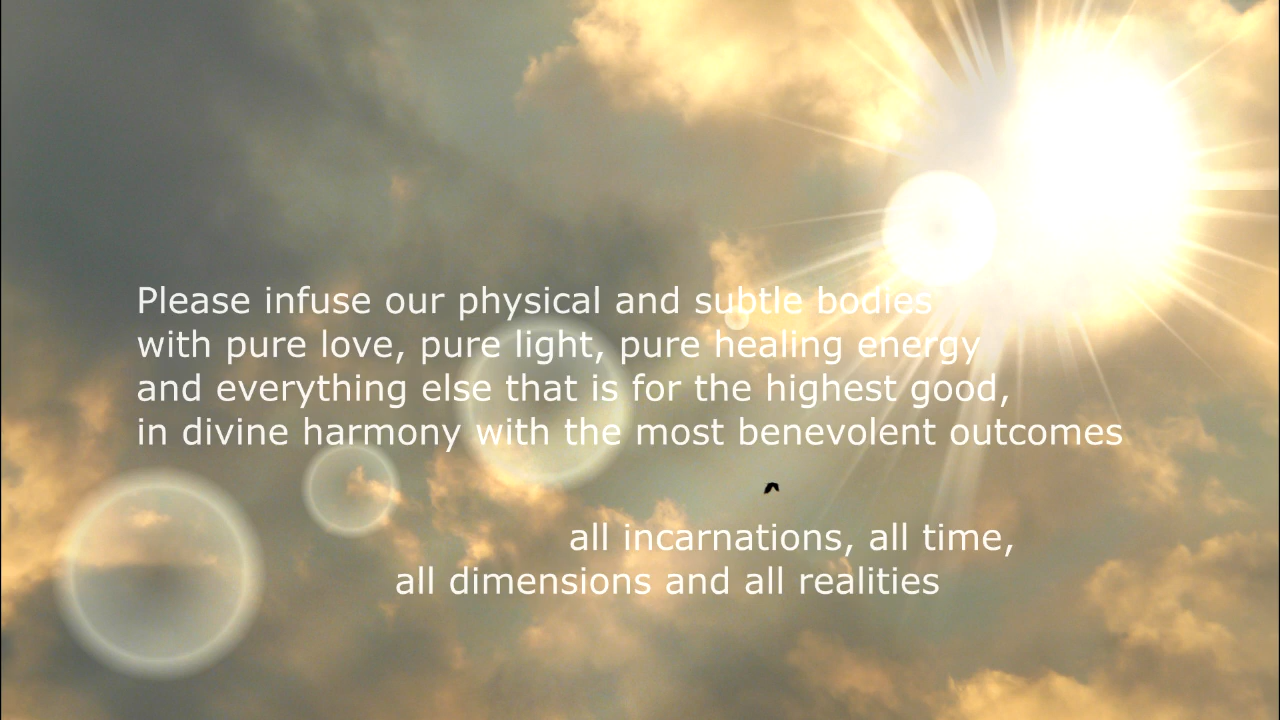 Please infuse our physical and subtle bodies
with pure love, pure light, pure healing energy
and everything else that is for the highest good,
in divine harmony with the most benevolent outcomes
all incarnations, all time,
all dimensions and all realities